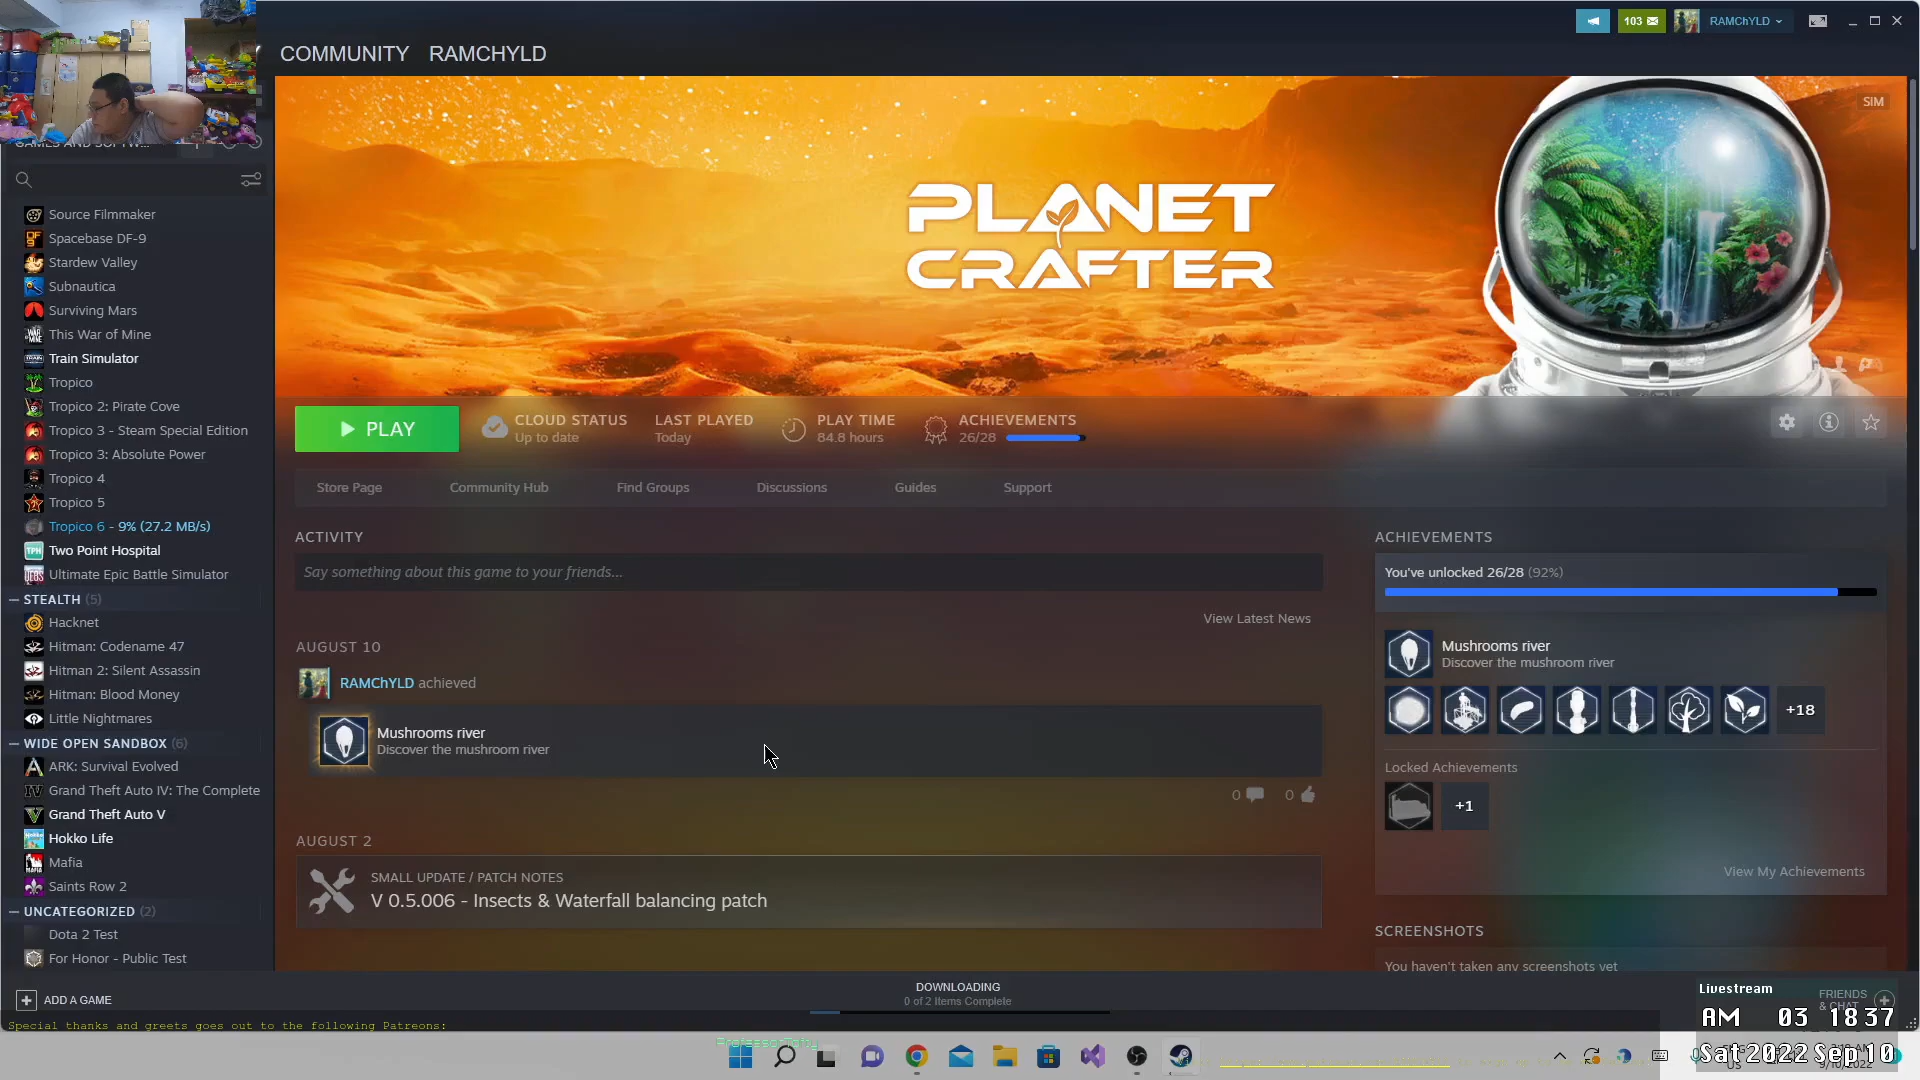 COMMUNITY RAMCHYLD
103
RAMChYLD
SIM
PLANET
CRAFTER
Source Filmmaker
Spacebase DF-9
Stardew Valley
Subnautica
Surviving Mars
This War of Mine
Train Simulator
Tropico
Tropico 2: Pirate Cove
Tropico 3 - Steam Special Edition
Tropico 3: Absolute Power
Tropico 4
Tropico 5
Tropico 6 - 9% (27.2 MB/s)
Two Point Hospital
Ultimate Epic Battle Simulator
STEALTH (5)
Hacknet
Hitman: Codename 47
Hitman 2: Silent Assassin
Hitman: Blood Money
Little Nightmares
WIDE OPEN SANDBOX (6)
ARK: Survival Evolved
Grand Theft Auto IV: The Complete
Grand Theft Auto V
Hokko Life
Mafia
Saints Row 2
UNCATEGORIZED (2)
Dota 2 Test
For Honor - Public Test
ADD A GAME
PLAY
CLOUD STATUS
Up to date
LAST PLAYED
Today
PLAY TIME
84.8 hours
ACHIEVEMENTS
26/28
Store Page
Community Hub
Find Groups
Discussions
Guides
Support
ACTIVITY
Say something about this game to your friends...
View Latest News
AUGUST 10
RAMChYLD achieved
Mushrooms river
Discover the mushroom river
0 0
AUGUST 2
SMALL UPDATE / PATCH NOTES
V 0.5.006 - Insects & Waterfall balancing patch
ACHIEVEMENTS
You've unlocked 26/28 (92%)
Mushrooms river
Discover the mushroom river
+18
Locked Achievements
+1
View My Achievements
SCREENSHOTS
You haven't taken any screenshots yet
DOWNLOADING
0 of 2 Items Complete
FRIENDS
& CHAT
Livestream
AM 03 18 37
Sat 2022 Sep 10
Special thanks and greets goes out to the following Patreons: